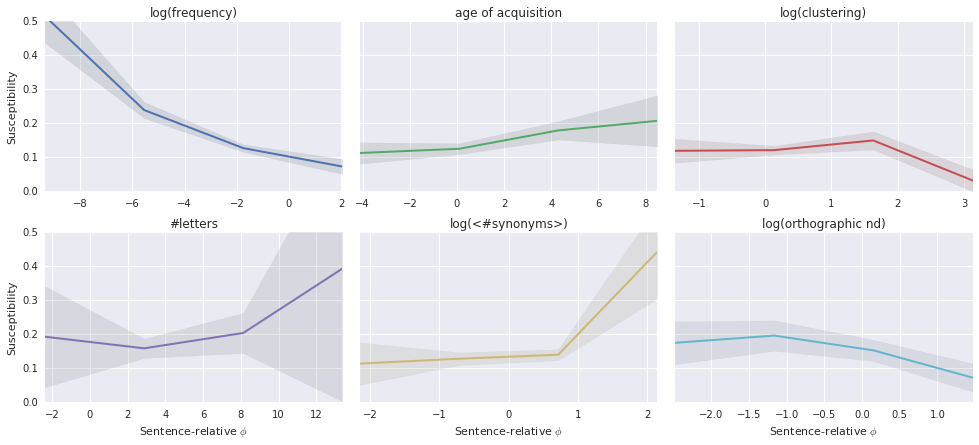 log(frequency) age of acquisition log(clustering)
Susceptibility
0.5
0.4
0.3
0.2
0.1
0.0
−8 −6 −4 −2 0 2
−4 −2 0 2 4 6 8
−1 0 1 2 3
#letters log(<#synonyms>) log(orthographic nd)
Susceptibility
0.5
0.4
0.3
0.2
0.1
0.0
−2 0 2 4 6 8 10 12
−2 −1 0 1 2
−2.0 −1.5 −1.0 −0.5 0.0 0.5 1.0
Sentence-relative ϕ Sentence-relative ϕ Sentence-relative ϕ